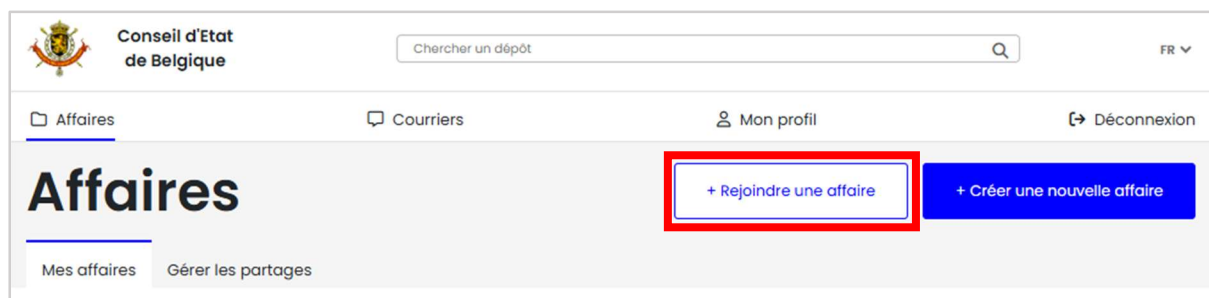 Conseil d'Etat
de Belgique
Chercher un dépôt
FR
Affaires
Courriers
Mon profil
Déconnexion
Affaires
+ Rejoindre une affaire
+ Créer une nouvelle affaire
Mes affaires
Gérer les partages